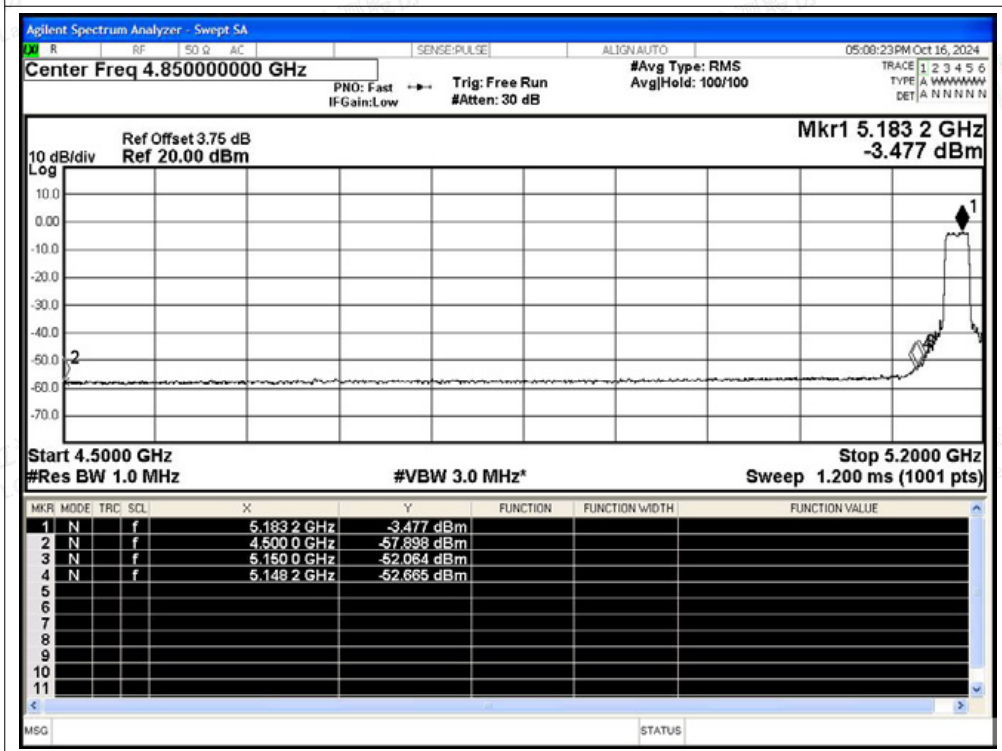 Agilent Spectrum Analyzer - Swept SA
R RF 50 Ω AC SENSE:PULSE ALIGN AUTO 05:08:23 PM Oct 16, 2024
Center Freq 4.850000000 GHz #Avg Type: RMS TRACE 1 2 3 4 5 6
PNO: Fast Trig: Free Run Avg|Hold: 100/100 TYPE A WWWWW
IFGain:Low #Atten: 30 dB DET A N N N N N
Mkr1 5.183 2 GHz
Ref Offset 3.75 dB
10 dB/div Ref 20.00 dBm -3.477 dBm
Log
10.0
1
0.00
-10.0
-20.0
-30.0
-40.0
-50.0
2
-60.0
-70.0
Start 4.5000 GHz Stop 5.2000 GHz
#Res BW 1.0 MHz #VBW 3.0 MHz* Sweep 1.200 ms (1001 pts)
MKR MODE TRC SCL X Y FUNCTION FUNCTION WIDTH FUNCTION VALUE
1 N f 5.183 2 GHz -3.477 dBm
2 N f 4.500 0 GHz -57.898 dBm
3 N f 5.150 0 GHz -52.064 dBm
4 N f 5.148 2 GHz -52.665 dBm
5
6
7
8
9
10
11
MSG STATUS